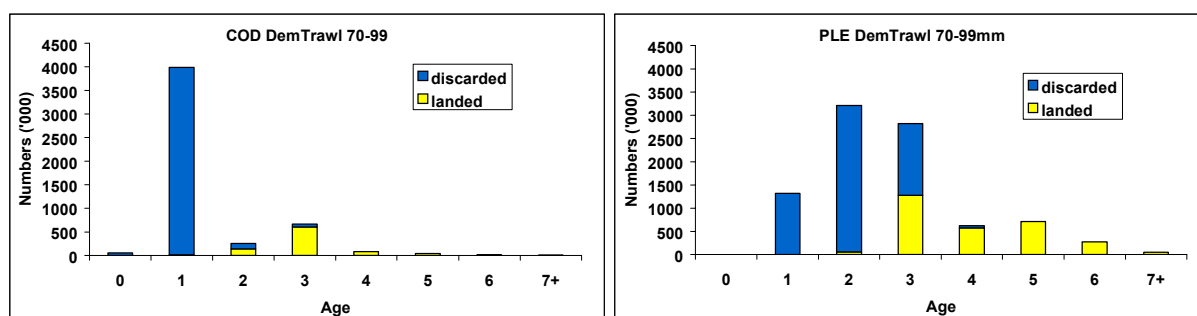 COD DemTrawl 70-99
Numbers ('000)
4500
4000
3500
3000
2500
2000
1500
1000
500
0
discarded
landed
0 1 2 3 4 5 6 7+
Age
PLE DemTrawl 70-99mm
Numbers ('000)
4500
4000
3500
3000
2500
2000
1500
1000
500
0
discarded
landed
0 1 2 3 4 5 6 7+
Age